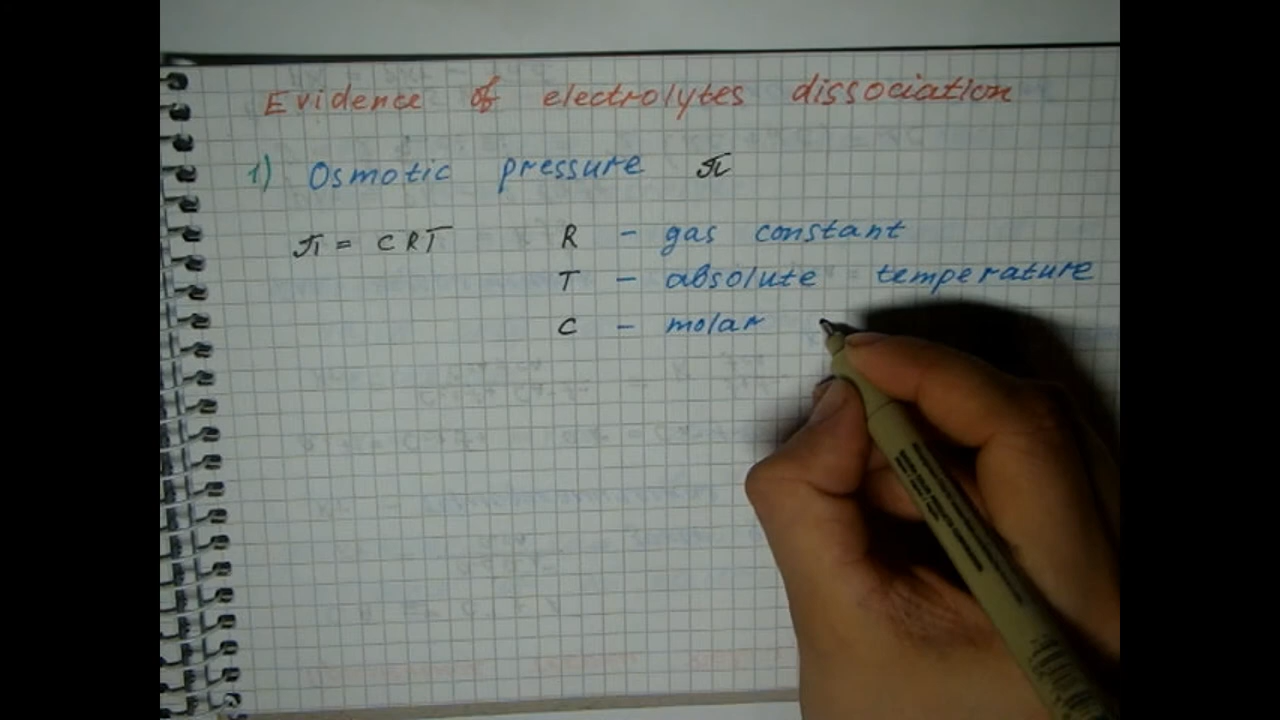 Evidence of electrolytes dissociation
1) Osmotic pressure π
π = CRT R - gas constant
T - absolute temperature
C - molar